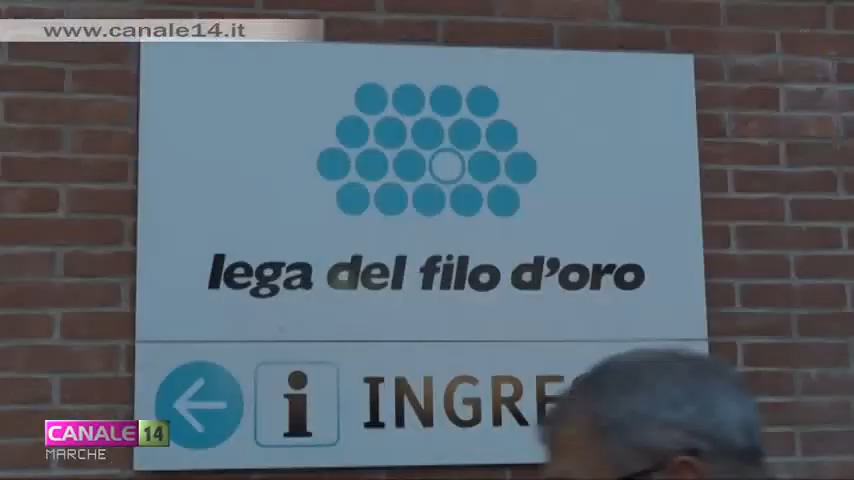 www.canale14.it
lega del filo d'oro
i INGRE
CANALE 14
MARCHE